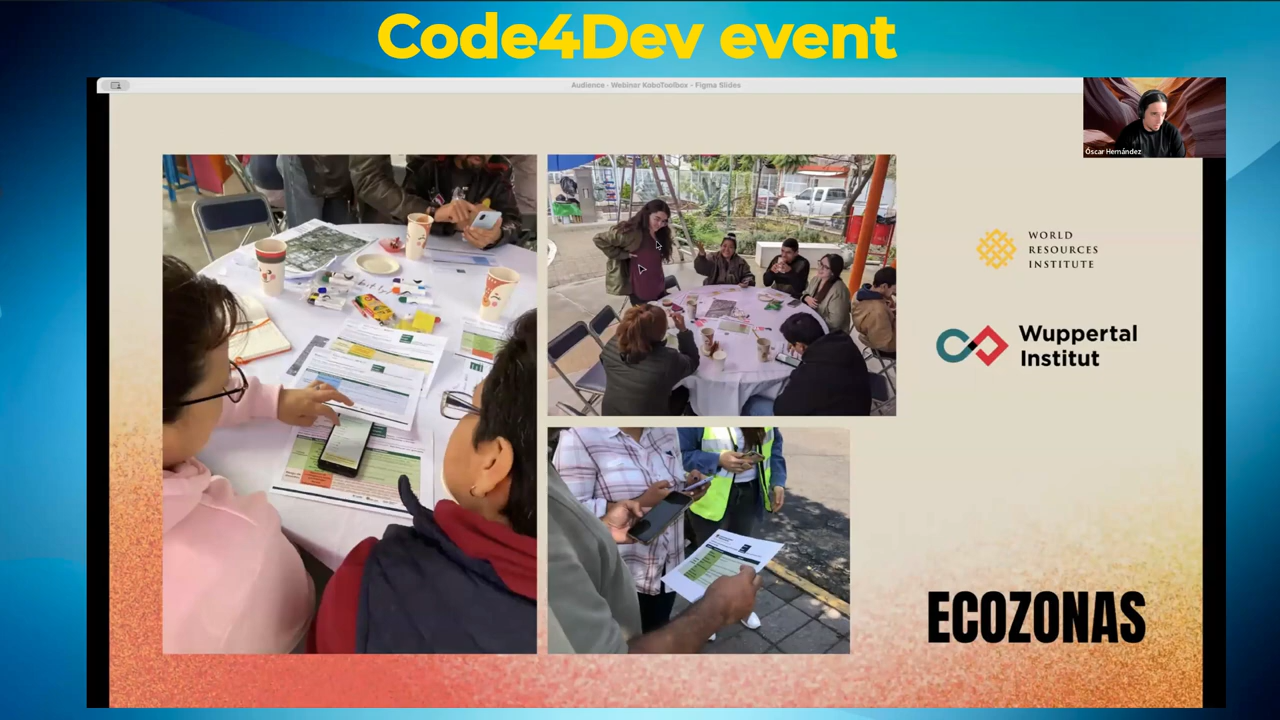 Code4Dev event
Audience - Webinar KoboToolbox - Figma Slides
Óscar Hernández
WORLD
RESOURCES
INSTITUTE
Wuppertal
Institut
ECOZONAS